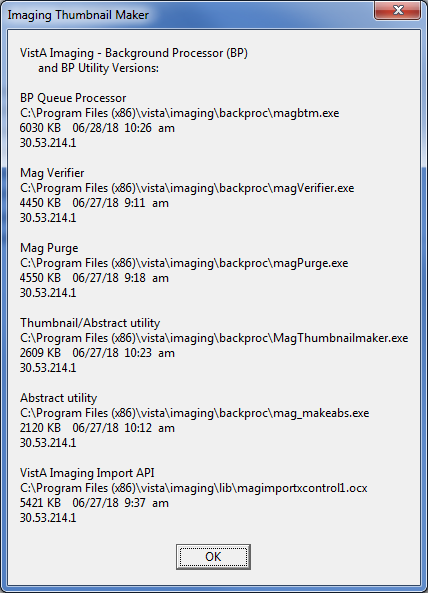 Imaging Thumbnail Maker
VistA Imaging - Background Processor (BP)
and BP Utility Versions:
BP Queue Processor
C:\Program Files (x86)\vista\imaging\backproc\magbtm.exe
6030 KB 06/28/18 10:26 am
30.53.214.1
Mag Verifier
C:\Program Files (x86)\vista\imaging\backproc\magVerifier.exe
4450 KB 06/27/18 9:11 am
30.53.214.1
Mag Purge
C:\Program Files (x86)\vista\imaging\backproc\magPurge.exe
4550 KB 06/27/18 9:18 am
30.53.214.1
Thumbnail/Abstract utility
C:\Program Files (x86)\vista\imaging\backproc\MagThumbnailmaker.exe
2609 KB 06/27/18 10:23 am
30.53.214.1
Abstract utility
C:\Program Files (x86)\vista\imaging\backproc\mag_makeabs.exe
2120 KB 06/27/18 10:12 am
30.53.214.1
VistA Imaging Import API
C:\Program Files (x86)\vista\imaging\lib\magimportxcontrol1.ocx
5421 KB 06/27/18 9:37 am
30.53.214.1
OK